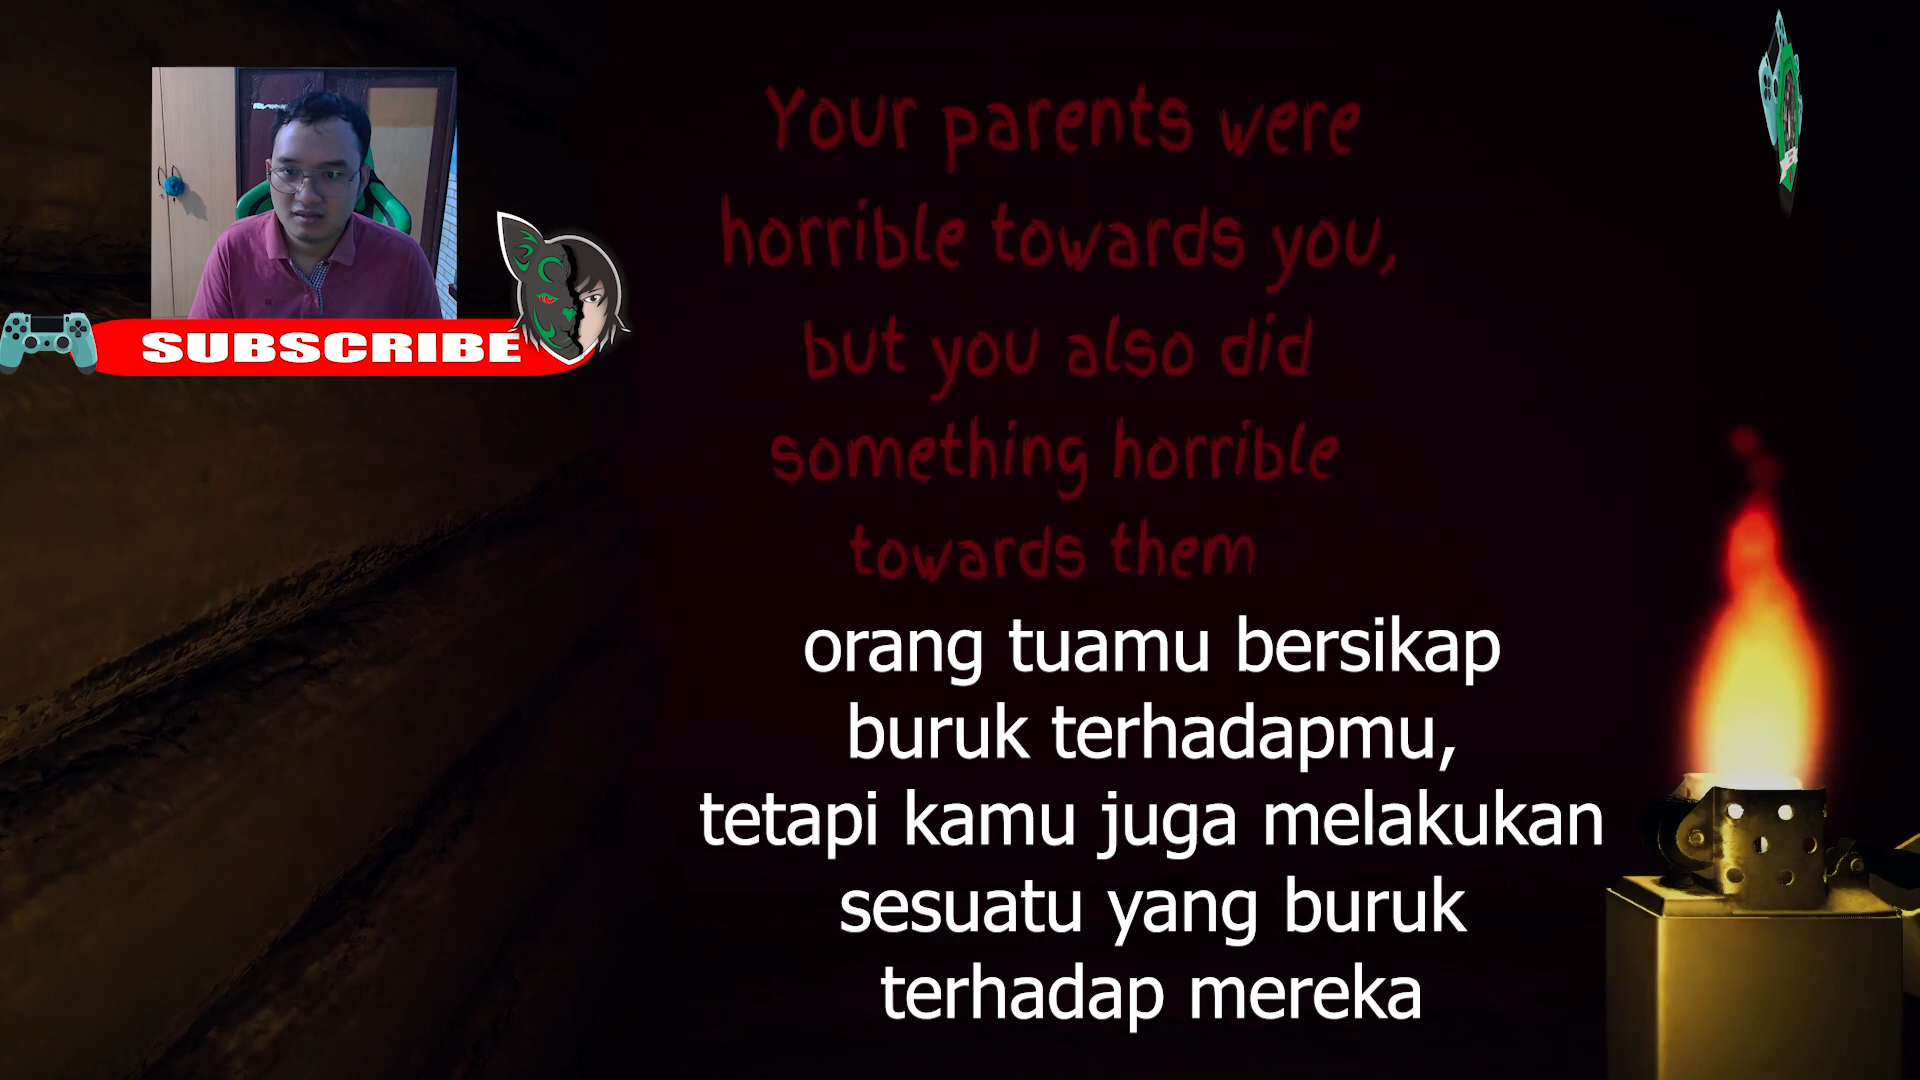 Your parents were
horrible towards you,
but you also did
something horrible
towards them
SUBSCRIBE
orang tuamu bersikap
buruk terhadapmu,
tetapi kamu juga melakukan
sesuatu yang buruk
terhadap mereka